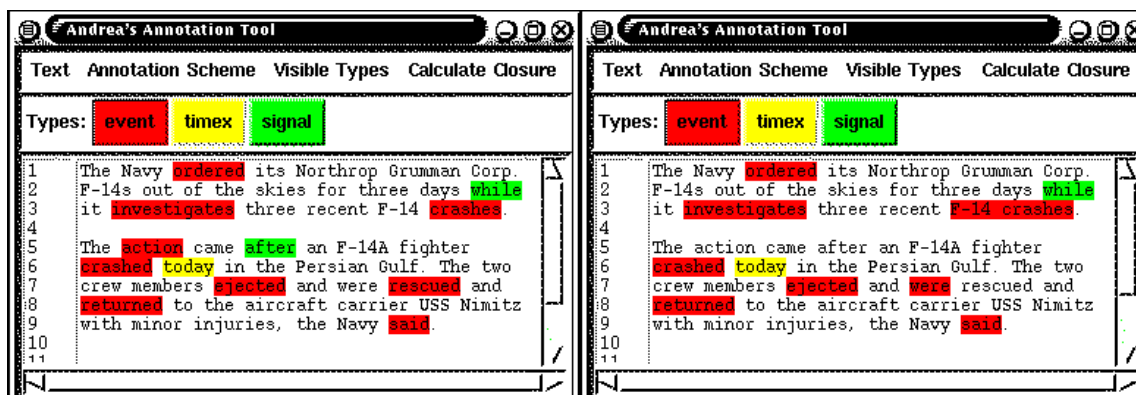 Andrea's Annotation Tool
Text Annotation Scheme Visible Types Calculate Closure
Types: event timex signal
1 The Navy ordered its Northrop Grumman Corp.
2 F-14s out of the skies for three days while
3 it investigates three recent F-14 crashes.
4
5 The action came after an F-14A fighter
6 crashed today in the Persian Gulf. The two
7 crew members ejected and were rescued and
8 returned to the aircraft carrier USS Nimitz
9 with minor injuries, the Navy said.
10
11
Andrea's Annotation Tool
Text Annotation Scheme Visible Types Calculate Closure
Types: event timex signal
1 The Navy ordered its Northrop Grumman Corp.
2 F-14s out of the skies for three days while
3 it investigates three recent F-14 crashes.
4
5 The action came after an F-14A fighter
6 crashed today in the Persian Gulf. The two
7 crew members ejected and were rescued and
8 returned to the aircraft carrier USS Nimitz
9 with minor injuries, the Navy said.
10
11